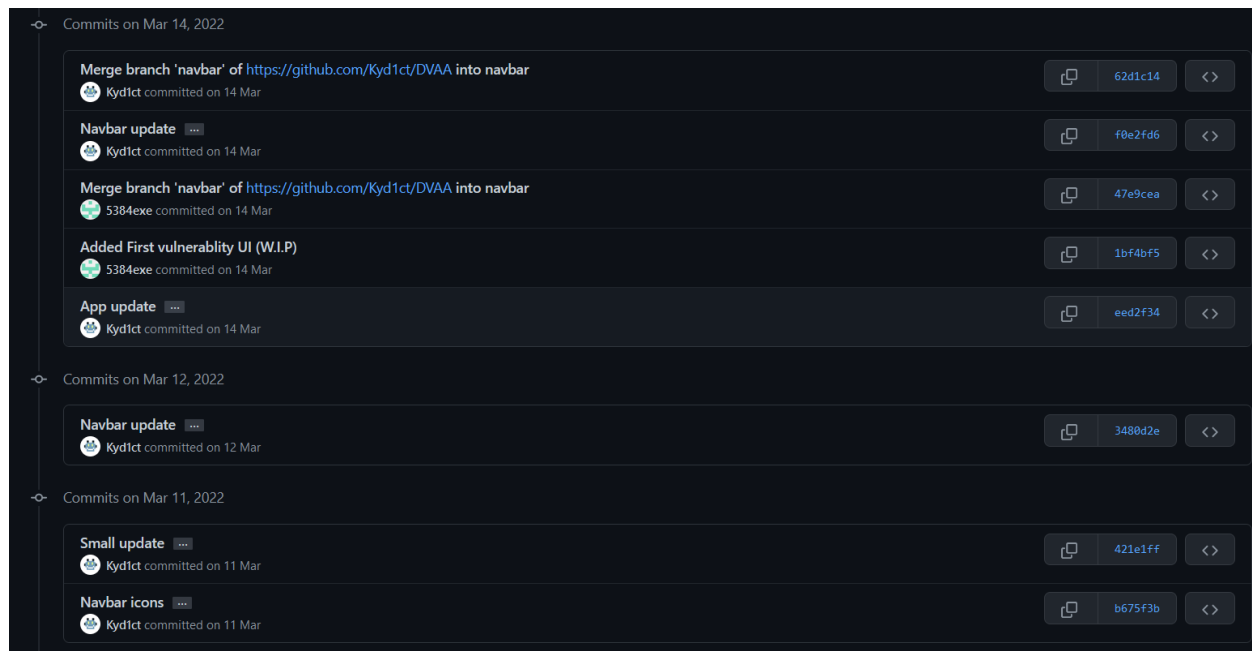 Commits on Mar 14, 2022
Merge branch 'navbar' of https://github.com/Kyd1ct/DVAA into navbar
Kyd1ct committed on 14 Mar
62d1c14
Navbar update ...
Kyd1ct committed on 14 Mar
f0e2fd6
Merge branch 'navbar' of https://github.com/Kyd1ct/DVAA into navbar
5384exe committed on 14 Mar
47e9cea
Added First vulnerablity UI (W.I.P)
5384exe committed on 14 Mar
1bf4bf5
App update ...
Kyd1ct committed on 14 Mar
eed2f34
Commits on Mar 12, 2022
Navbar update ...
Kyd1ct committed on 12 Mar
3480d2e
Commits on Mar 11, 2022
Small update ...
Kyd1ct committed on 11 Mar
421e1ff
Navbar icons ...
Kyd1ct committed on 11 Mar
b675f3b